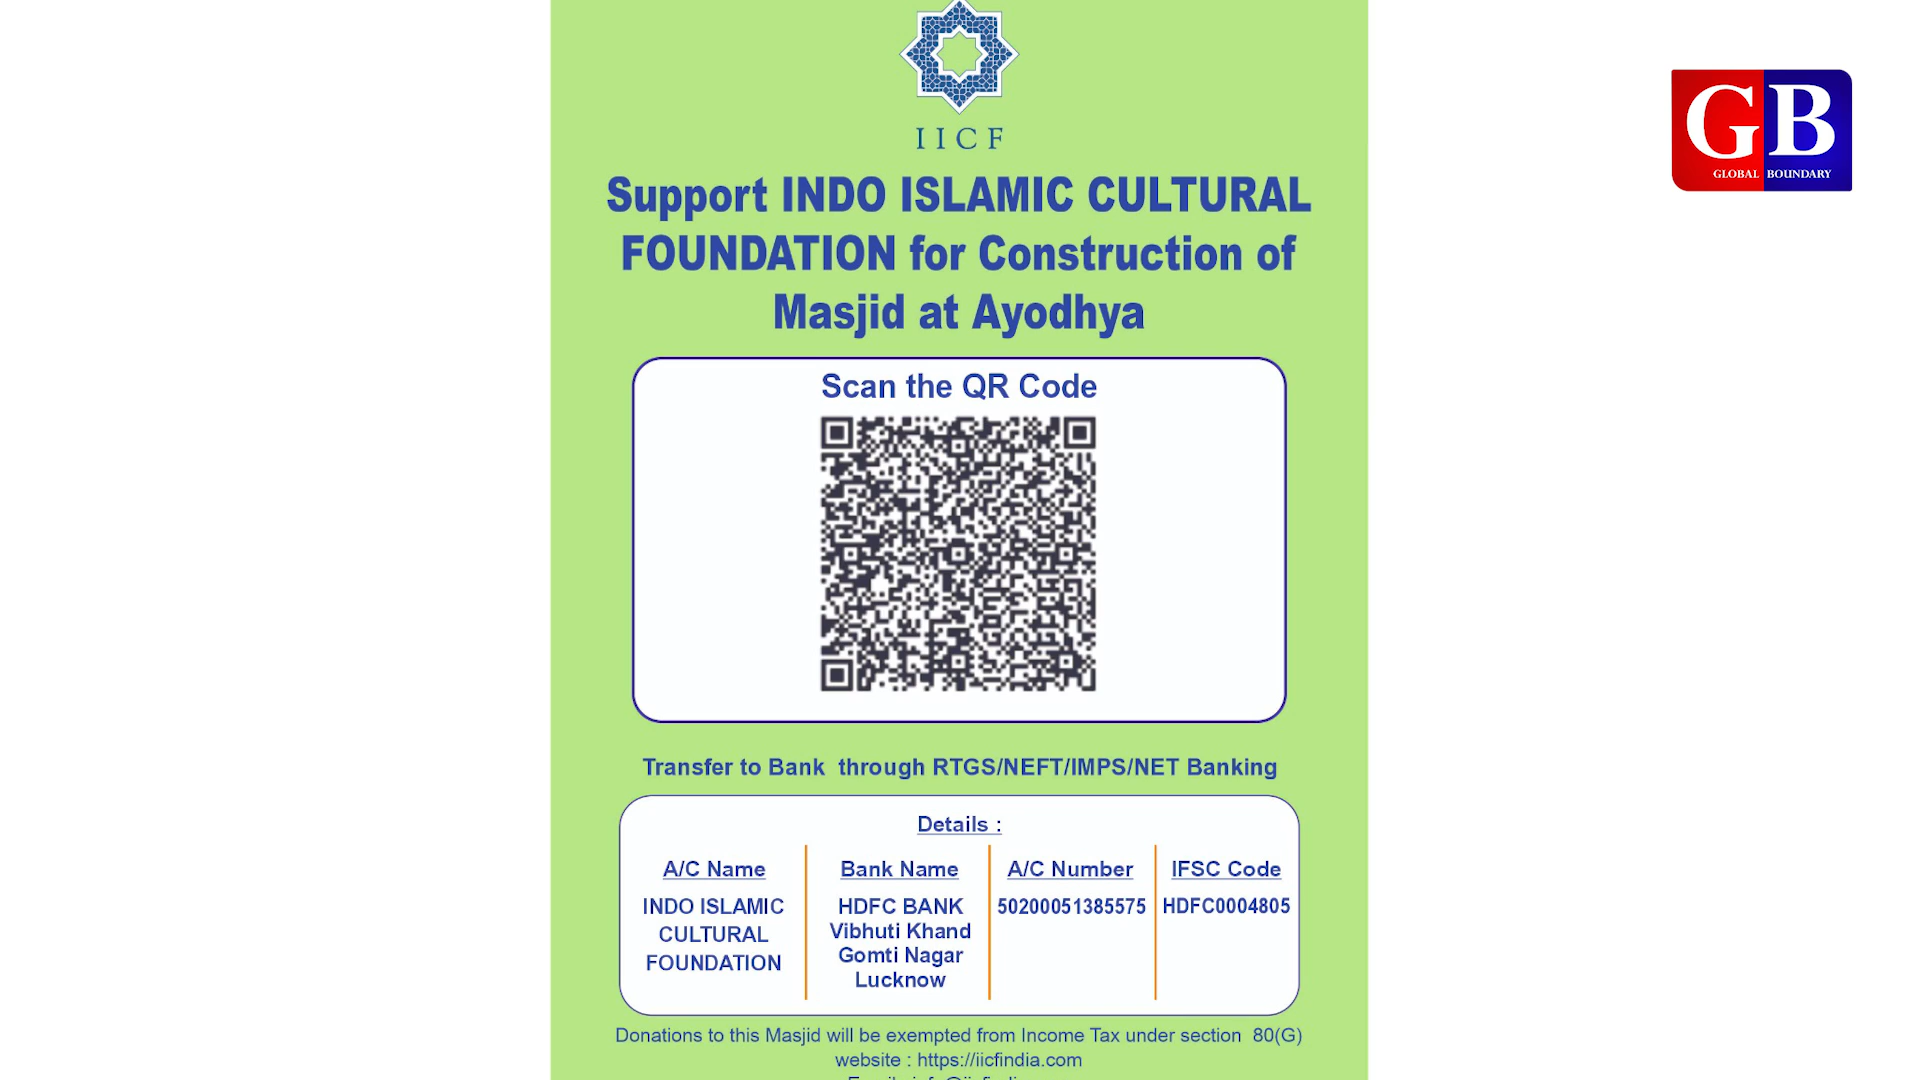 GB
GLOBAL BOUNDARY
IICF
Support INDO ISLAMIC CULTURAL
FOUNDATION for Construction of
Masjid at Ayodhya
Scan the QR Code
Transfer to Bank through RTGS/NEFT/IMPS/NET Banking
Details :
A/C Name
INDO ISLAMIC
CULTURAL
FOUNDATION
Bank Name
HDFC BANK
Vibhuti Khand
Gomti Nagar
Lucknow
A/C Number
50200051385575
IFSC Code
HDFC0004805
Donations to this Masjid will be exempted from Income Tax under section 80(G)
website : https://iicfindia.com